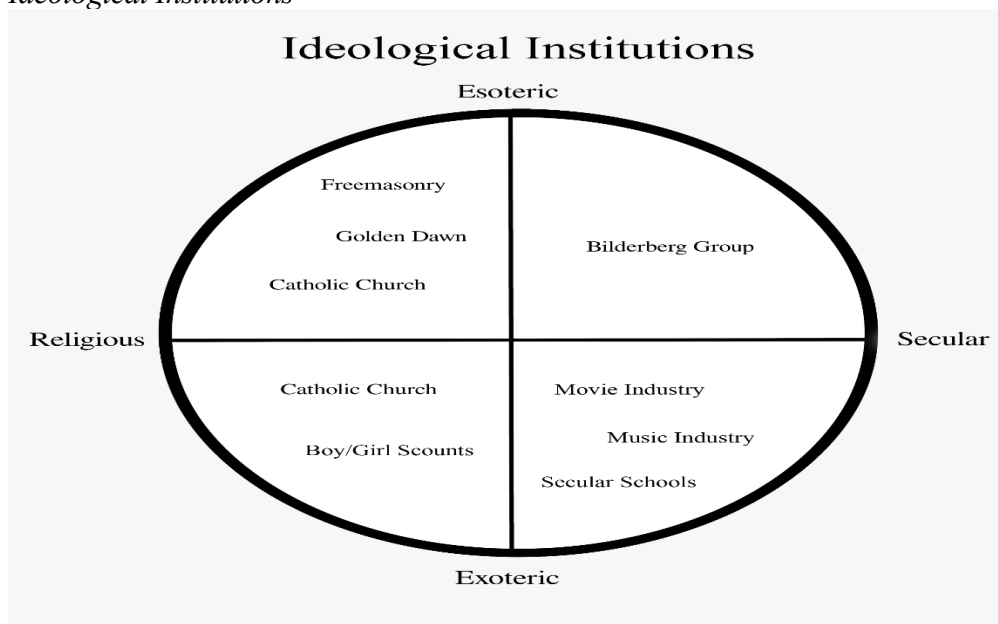 Ideological Institutions
Ideological Institutions
Esoteric
Freemasonry
Golden Dawn
Catholic Church
Bilderberg Group
Religious
Secular
Catholic Church
Boy/Girl Scounts
Movie Industry
Music Industry
Secular Schools
Exoteric